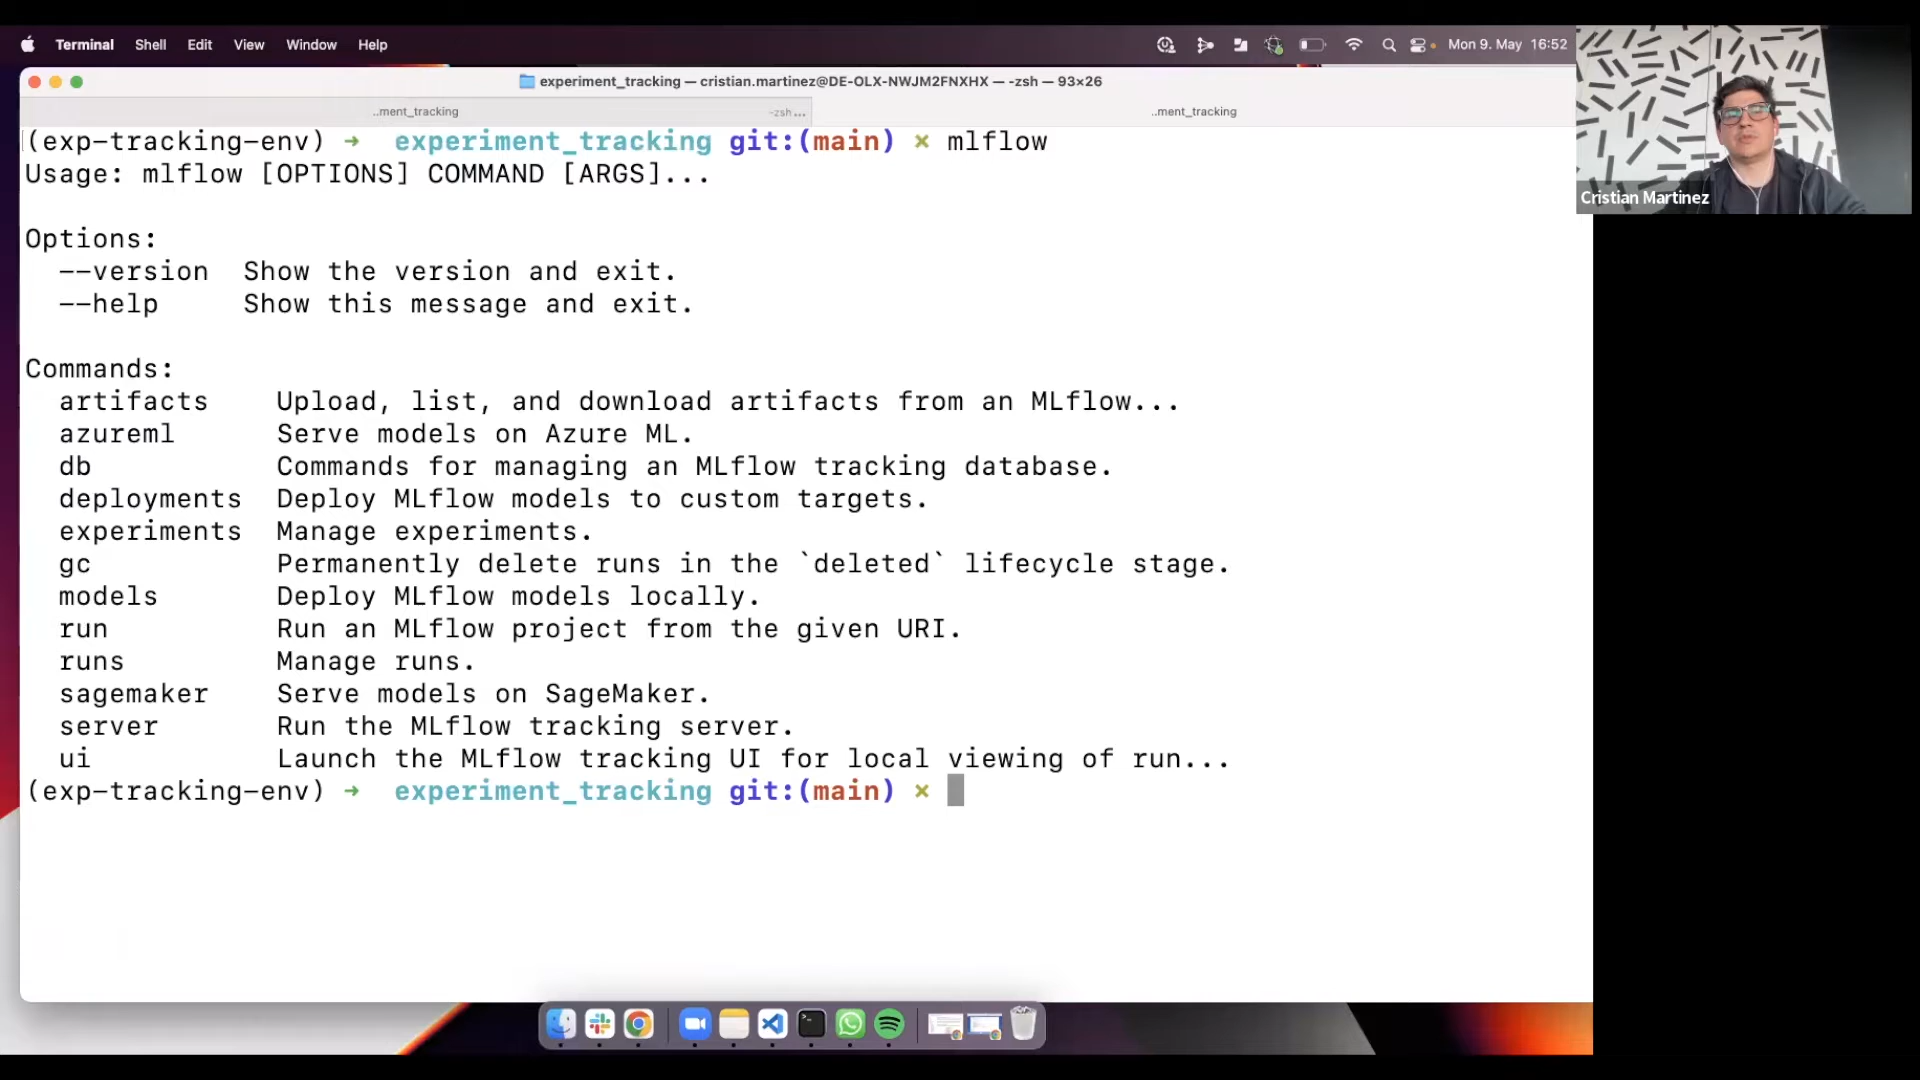 Terminal Shell Edit View Window Help Mon 9. May 16:52
experiment_tracking — cristian.martinez@DE-OLX-NWJM2FNXHX — -zsh — 93×26
..ment_tracking -zsh... ..ment_tracking
(exp-tracking-env) → experiment_tracking git:(main) × mlflow
Usage: mlflow [OPTIONS] COMMAND [ARGS]...
Options:
--version Show the version and exit.
--help Show this message and exit.
Commands:
artifacts Upload, list, and download artifacts from an MLflow...
azureml Serve models on Azure ML.
db Commands for managing an MLflow tracking database.
deployments Deploy MLflow models to custom targets.
experiments Manage experiments.
gc Permanently delete runs in the `deleted` lifecycle stage.
models Deploy MLflow models locally.
run Run an MLflow project from the given URI.
runs Manage runs.
sagemaker Serve models on SageMaker.
server Run the MLflow tracking server.
ui Launch the MLflow tracking UI for local viewing of run...
(exp-tracking-env) → experiment_tracking git:(main) ×
Cristian Martinez